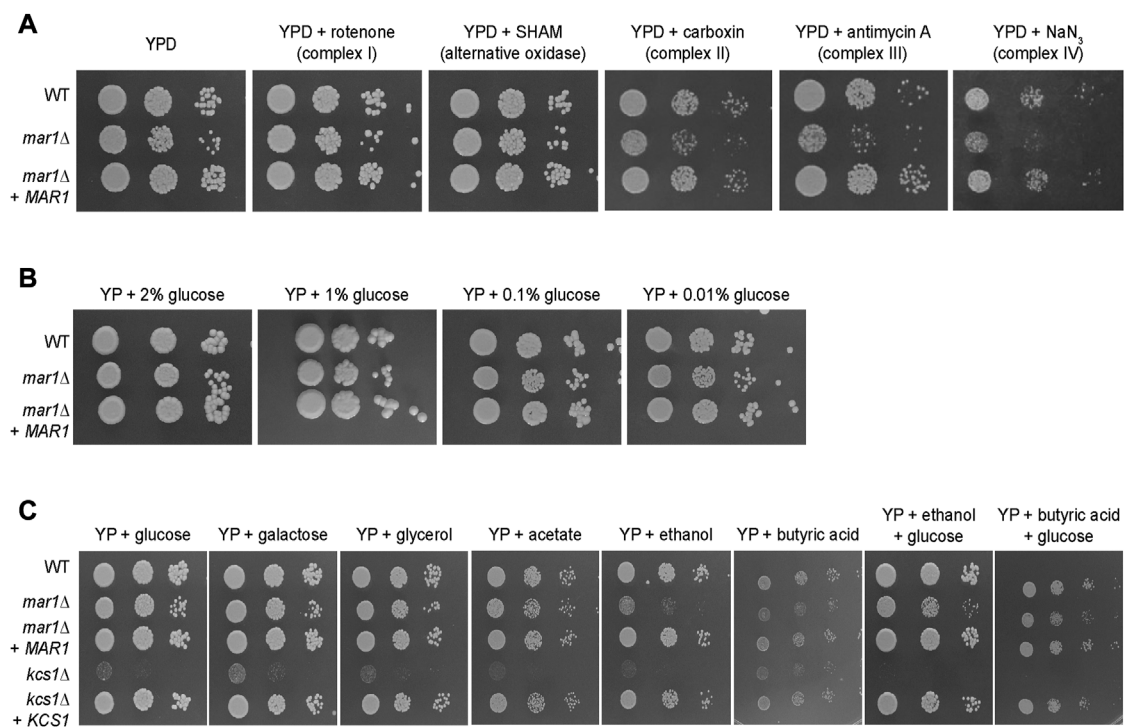 A
YPD
YPD + rotenone
(complex I)
YPD + SHAM
(alternative oxidase)
YPD + carboxin
(complex II)
YPD + antimycin A
(complex III)
YPD + NaN₃
(complex IV)
WT
mar1Δ
mar1Δ
+ MAR1
B
YP + 2% glucose
YP + 1% glucose
YP + 0.1% glucose
YP + 0.01% glucose
WT
mar1Δ
mar1Δ
+ MAR1
C
YP + glucose
YP + galactose
YP + glycerol
YP + acetate
YP + ethanol
YP + butyric acid
YP + ethanol
+ glucose
YP + butyric acid
+ glucose
WT
mar1Δ
mar1Δ
+ MAR1
kcs1Δ
kcs1Δ
+ KCS1